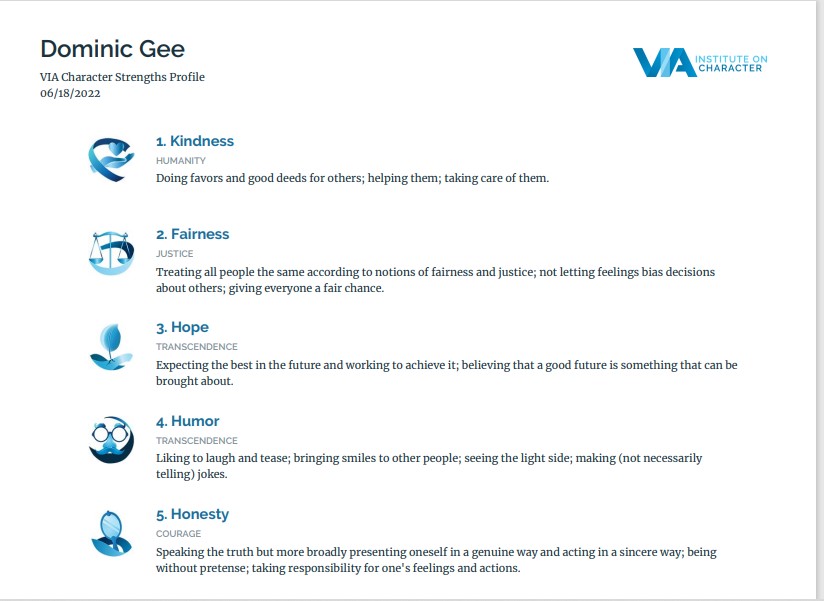 Dominic Gee
VIA Character Strengths Profile
06/18/2022
VIA INSTITUTE ON
CHARACTER
1. Kindness
HUMANITY
Doing favors and good deeds for others; helping them; taking care of them.
2. Fairness
JUSTICE
Treating all people the same according to notions of fairness and justice; not letting feelings bias decisions
about others; giving everyone a fair chance.
3. Hope
TRANSCENDENCE
Expecting the best in the future and working to achieve it; believing that a good future is something that can be
brought about.
4. Humor
TRANSCENDENCE
Liking to laugh and tease; bringing smiles to other people; seeing the light side; making (not necessarily
telling) jokes.
5. Honesty
COURAGE
Speaking the truth but more broadly presenting oneself in a genuine way and acting in a sincere way; being
without pretense; taking responsibility for one's feelings and actions.